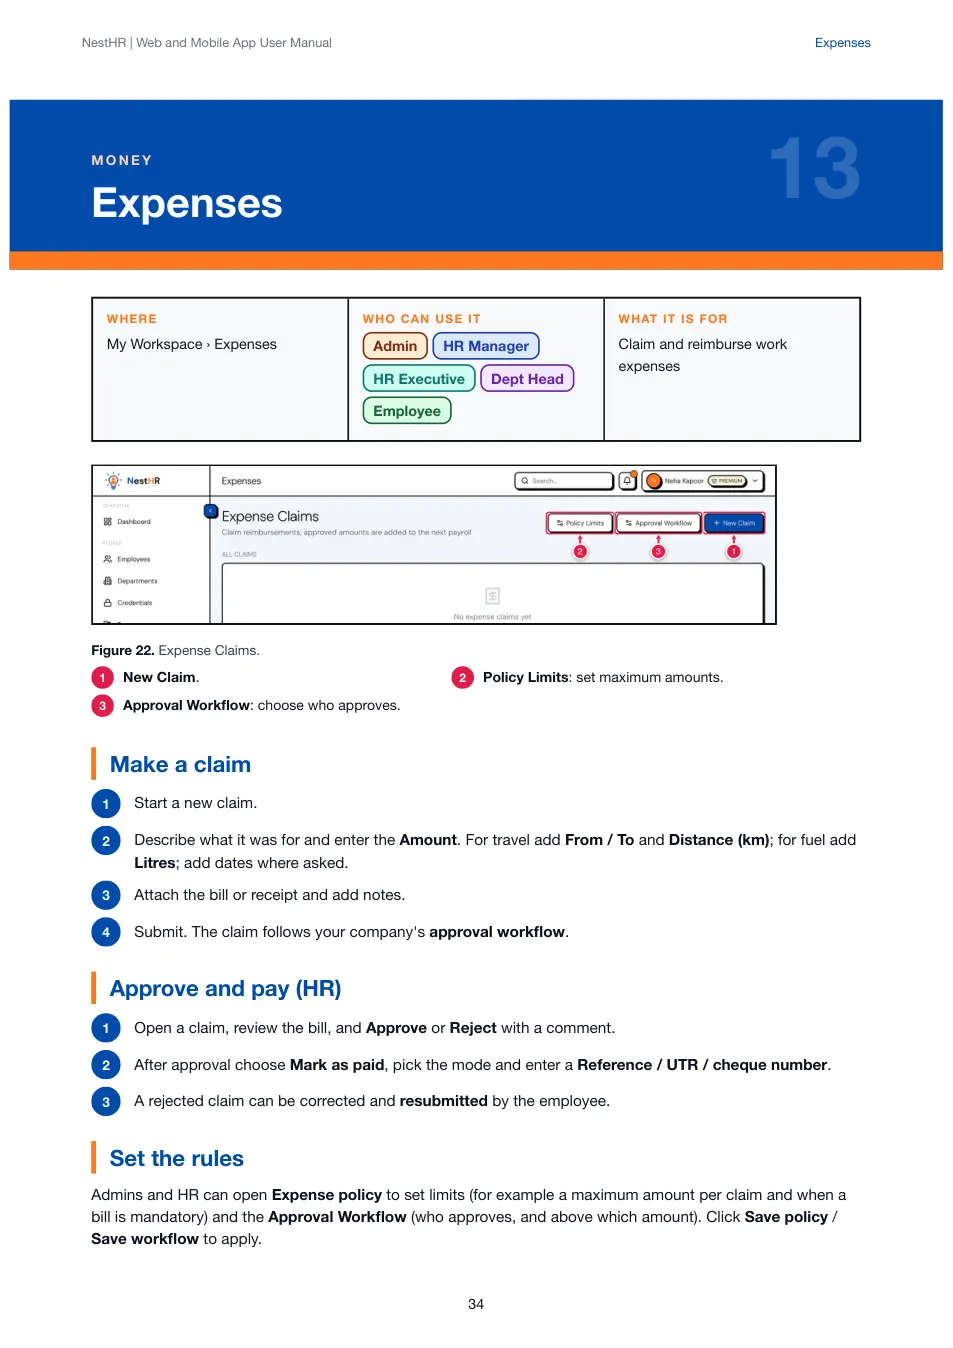 NestHR | Web and Mobile App User Manual
Expenses
MONEY
13
Expenses
WHERE
My Workspace › Expenses
WHO CAN USE IT
Admin
HR Manager
HR Executive
Dept Head
Employee
WHAT IT IS FOR
Claim and reimburse work
expenses
NestHR
Expenses
Search...
Neha Kapoor
PREMIUM
OVERVIEW
Dashboard
PEOPLE
Employees
Departments
Credentials
Expense Claims
Claim reimbursements; approved amounts are added to the next payroll
Policy Limits
Approval Workflow
+ New Claim
2
3
1
ALL CLAIMS
No expense claims yet
Figure 22. Expense Claims.
1 New Claim.
2 Policy Limits: set maximum amounts.
3 Approval Workflow: choose who approves.
Make a claim
1 Start a new claim.
2 Describe what it was for and enter the Amount. For travel add From / To and Distance (km); for fuel add
Litres; add dates where asked.
3 Attach the bill or receipt and add notes.
4 Submit. The claim follows your company's approval workflow.
Approve and pay (HR)
1 Open a claim, review the bill, and Approve or Reject with a comment.
2 After approval choose Mark as paid, pick the mode and enter a Reference / UTR / cheque number.
3 A rejected claim can be corrected and resubmitted by the employee.
Set the rules
Admins and HR can open Expense policy to set limits (for example a maximum amount per claim and when a
bill is mandatory) and the Approval Workflow (who approves, and above which amount). Click Save policy /
Save workflow to apply.
34